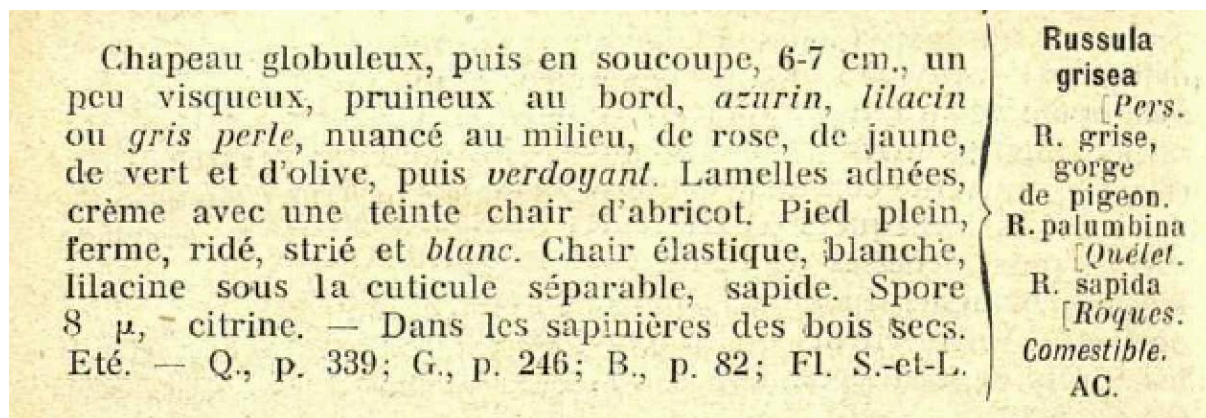 Chapeau globuleux, puis en soucoupe, 6-7 cm., un
peu visqueux, pruineux au bord, azurin, lilacin
ou gris perle, nuancé au milieu, de rose, de jaune,
de vert et d'olive, puis verdoyant. Lamelles adnées,
crème avec une teinte chair d'abricot. Pied plein,
ferme, ridé, strié et blanc. Chair élastique, blanche,
lilacine sous la cuticule séparable, sapide. Spore
8 μ, citrine. — Dans les sapinières des bois secs.
Eté. — Q., p. 339; G., p. 246; B., p. 82; Fl. S.-et-L.
Russula
grisea
[Pers.
R. grise,
gorge
de pigeon.
R. palumbina
[Quélet.
R. sapida
[Roques.
Comestible.
AC.